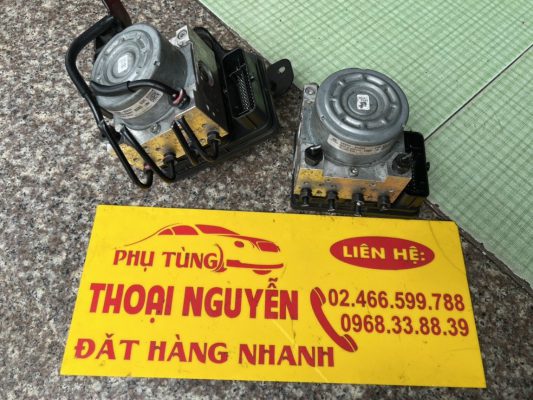 PHỤ TÙNG
THOẠI NGUYỄN
ĐẶT HÀNG NHANH
LIÊN HỆ:
02.466.599.788
0968.33.88.39